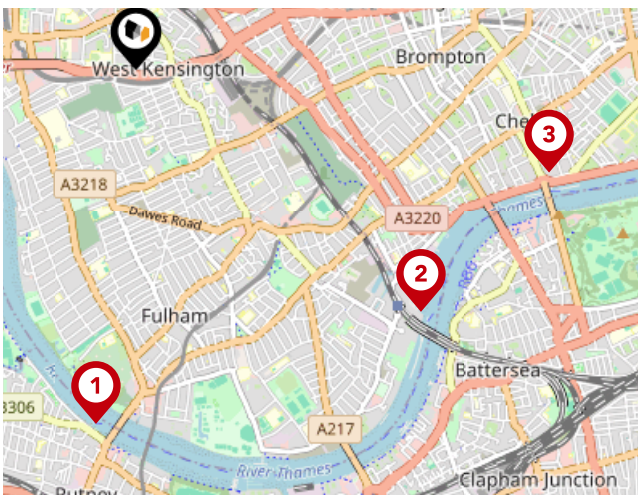 West Kensington
Brompton
Che
3
A3218
Dawes Road
A3220
Thames
2
Fulham
Battersea
1
B306
A217
River Thames
Putney
Clapham Junction